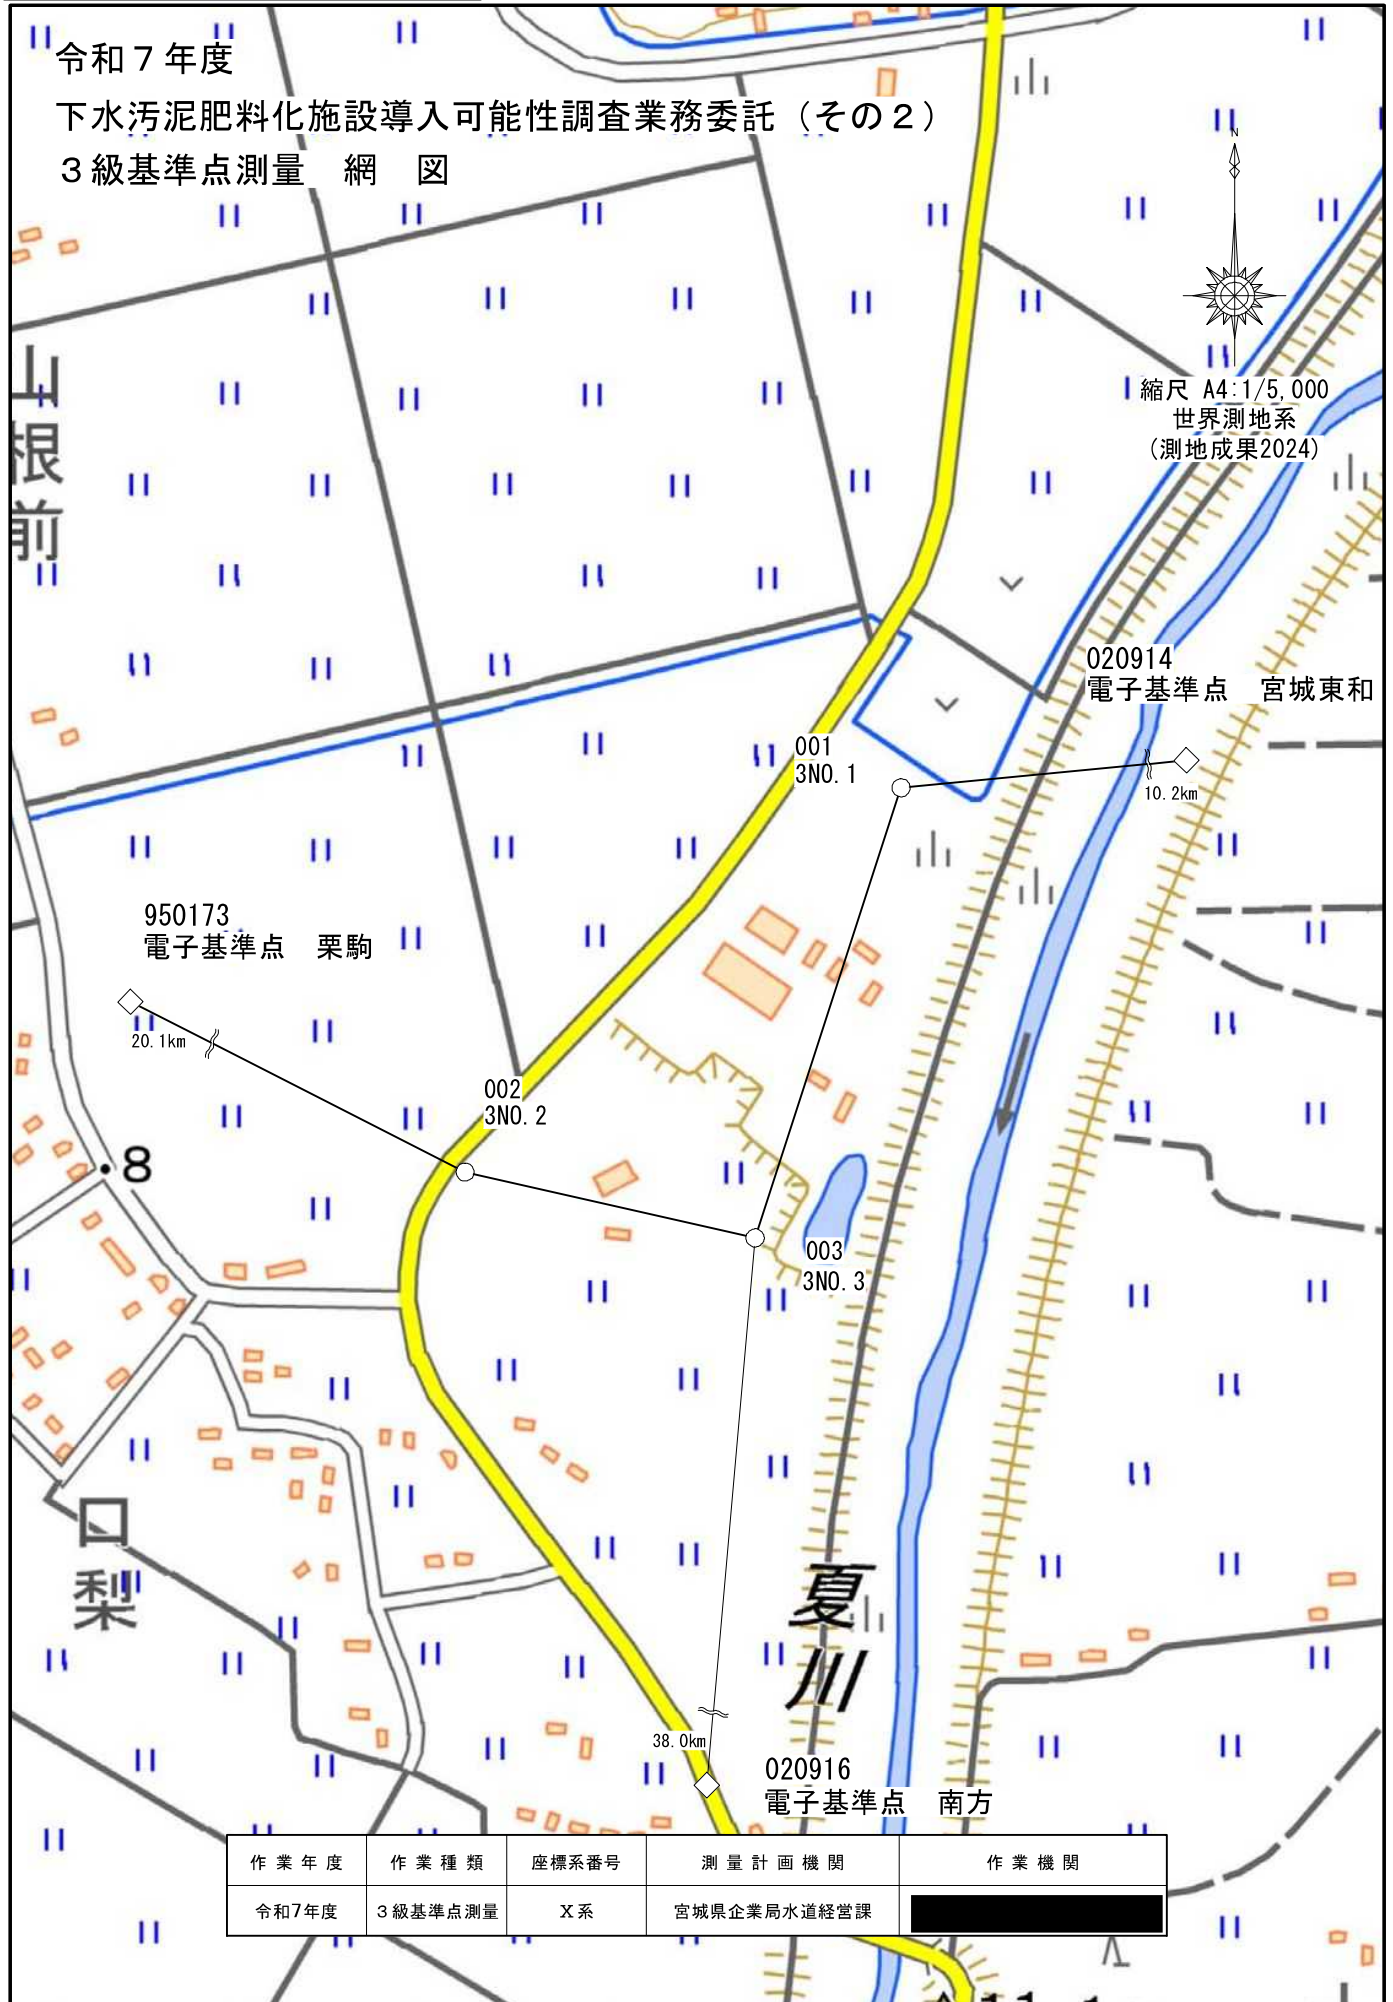 令和７年度
下水汚泥肥料化施設導入可能性調査業務委託（その２）
３級基準点測量　網　図
N
縮尺 A4:1/5,000
世界測地系
(測地成果2024)
山根前
020914
電子基準点　宮城東和
10.2km
001
3NO.1
950173
電子基準点　栗駒
20.1km
002
3NO.2
8
003
3NO.3
口梨
夏川
38.0km
020916
電子基準点　南方
作業年度 作業種類 座標系番号 測量計画機関 作業機関
令和7年度 ３級基準点測量 Ⅹ系 宮城県企業局水道経営課